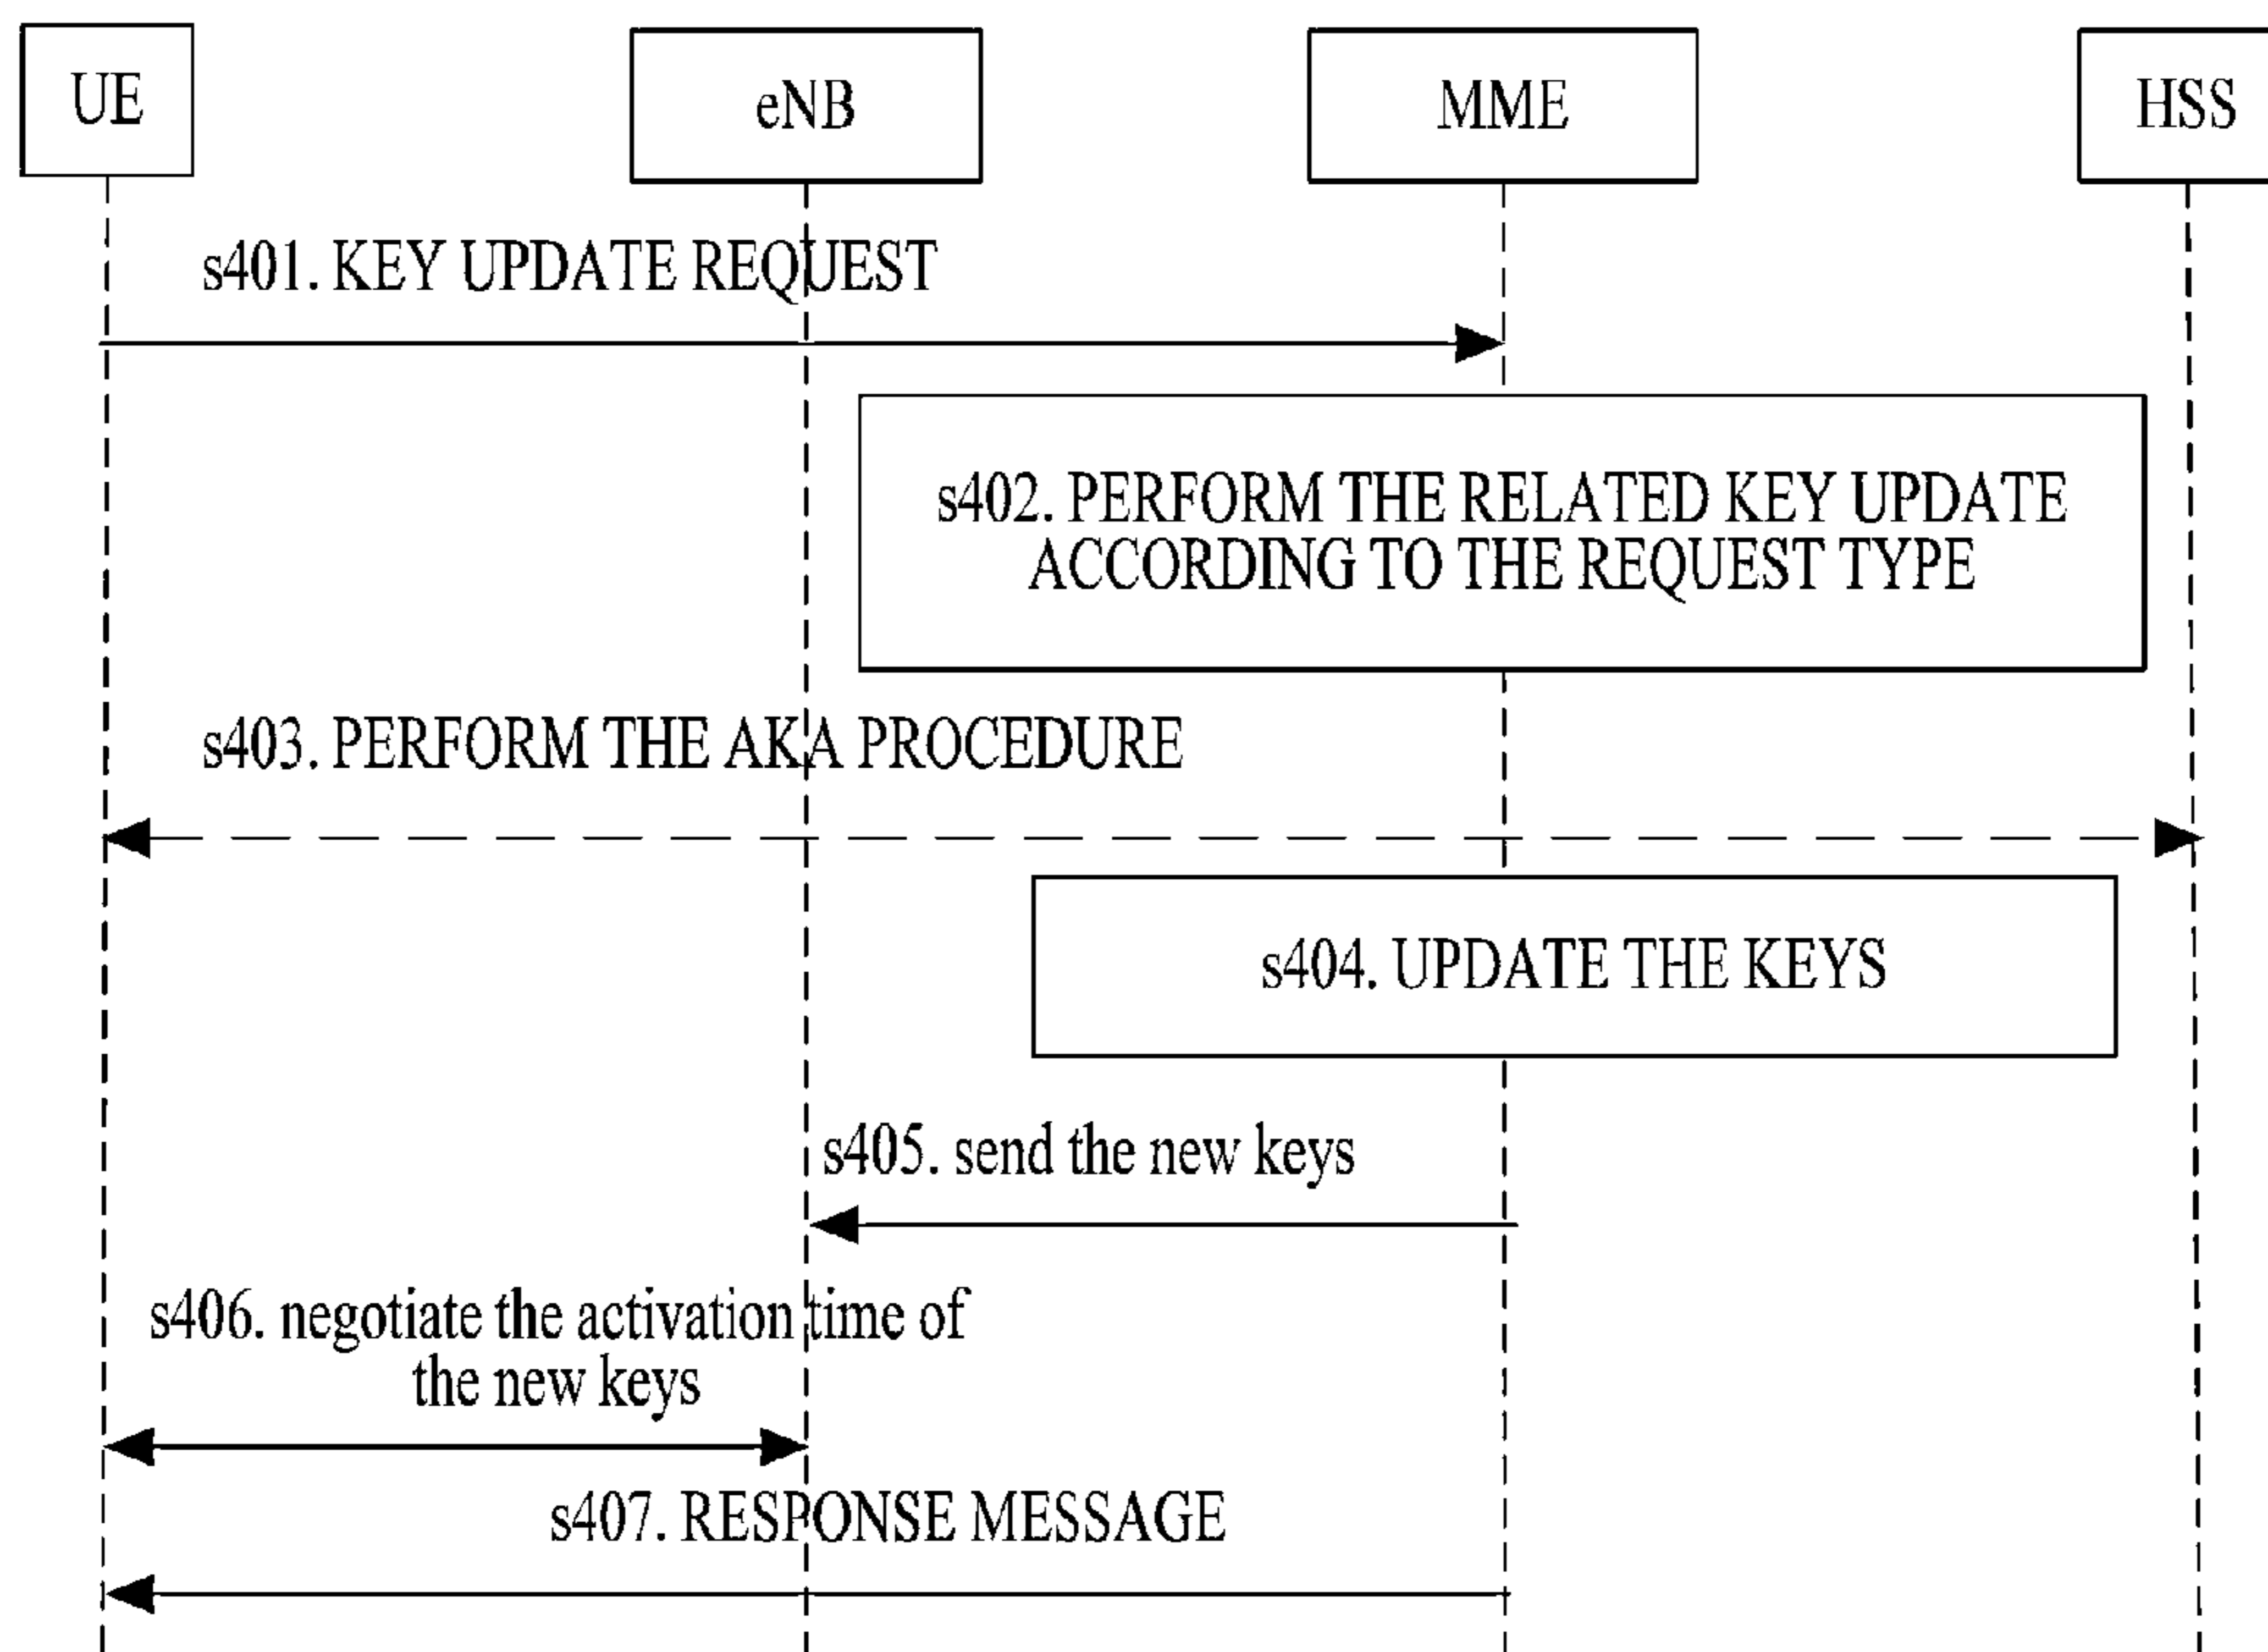 UE
eNB
MME
HSS
s401. KEY UPDATE REQUEST
s402. PERFORM THE RELATED KEY UPDATE
ACCORDING TO THE REQUEST TYPE
s403. PERFORM THE AKA PROCEDURE
s404. UPDATE THE KEYS
s405. send the new keys
s406. negotiate the activation time of
the new keys
s407. RESPONSE MESSAGE